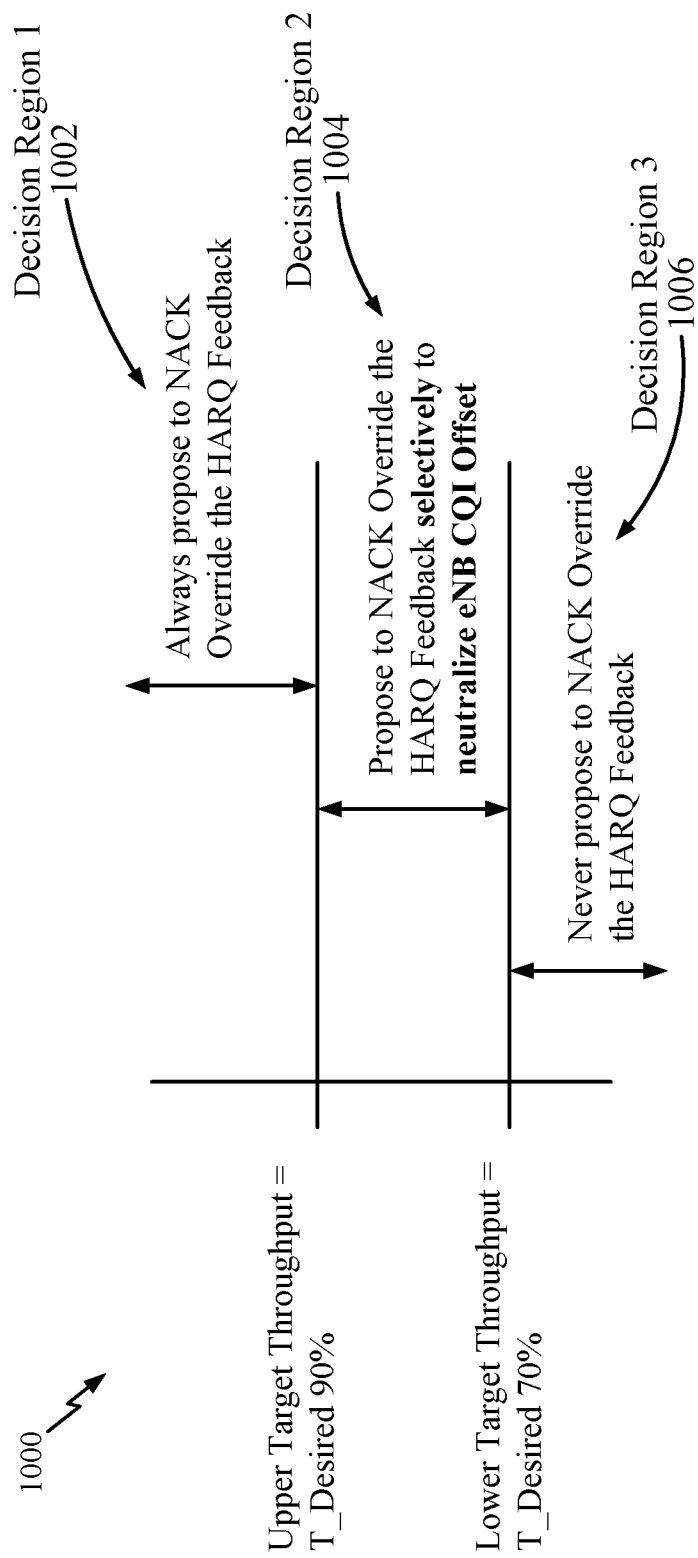 1000
Decision Region 1
1002
Always propose to NACK
Override the HARQ Feedback
Upper Target Throughput =
T_Desired 90%
Decision Region 2
1004
Propose to NACK Override the
HARQ Feedback selectively to
neutralize eNB CQI Offset
Lower Target Throughput =
T_Desired 70%
Decision Region 3
1006
Never propose to NACK Override
the HARQ Feedback